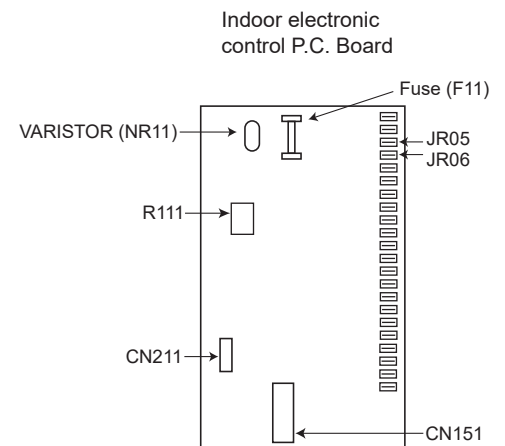 Indoor electronic
control P.C. Board
Fuse (F11)
VARISTOR (NR11)
JR05
JR06
R111
CN211
CN151